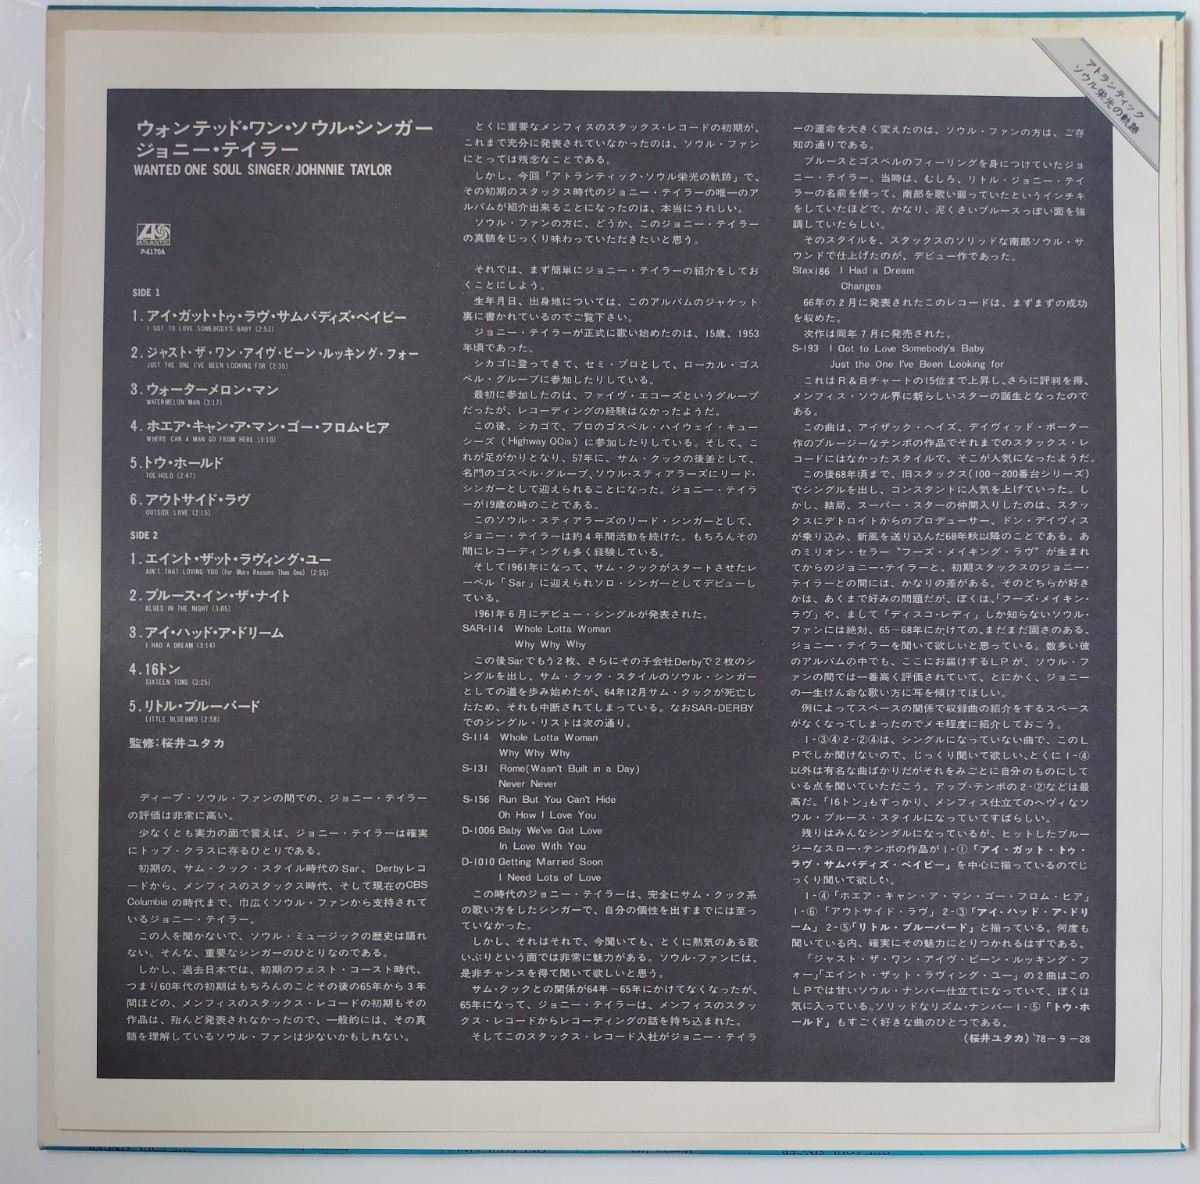 アトランティック
ソウル栄光の軌跡
ウォンテッド・ワン・ソウル・シンガー
ジョニー・テイラー
WANTED ONE SOUL SINGER/JOHNNIE TAYLOR
ATLANTIC
P-6170A
SIDE 1
1. アイ・ガット・トゥ・ラヴ・サムバディズ・ベイビー
I GOT TO LOVE SOMEBODY'S BABY (2:53)
2. ジャスト・ザ・ワン・アイヴ・ビーン・ルッキング・フォー
JUST THE ONE I'VE BEEN LOOKING FOR (2:35)
3. ウォーターメロン・マン
WATERMELON MAN (3:17)
4. ホエア・キャン・ア・マン・ゴー・フロム・ヒア
WHERE CAN A MAN GO FROM HERE (3:10)
5. トウ・ホールド
TOE-HOLD (2:47)
6. アウトサイド・ラヴ
OUTSIDE LOVE (2:15)
SIDE 2
1. エイント・ザット・ラヴィング・ユー
AIN'T THAT LOVING YOU (For More Reasons Than One) (2:55)
2. ブルース・イン・ザ・ナイト
BLUES IN THE NIGHT (3:05)
3. アイ・ハッド・ア・ドリーム
I HAD A DREAM (3:14)
4. 16トン
SIXTEEN TONS (2:25)
5. リトル・ブルーバード
LITTLE BLUEBIRD (2:58)
監修:桜井ユタカ
ディープ・ソウル・ファンの間での、ジョニー・テイラー
の評価は非常に高い。
少なくとも実力の面で言えば、ジョニー・テイラーは確実
にトップ・クラスに存るひとりである。
初期の、サム・クック・スタイル時代の Sar、Derbyレコ
ードから、メンフィスのスタックス時代、そして現在のCBS
Columbia の時代まで、巾広くソウル・ファンから支持されて
いるジョニー・テイラー。
この人を聞かないで、ソウル・ミュージックの歴史は語れ
ない。そんな、重要なシンガーのひとりなのである。
しかし、過去日本では、初期のウェスト・コースト時代、
つまり60年代の初期はもちろんのことその後の65年から3年
間ほどの、メンフィスのスタックス・レコードの初期もその
作品は、殆んど発表されなかったので、一般的には、その真
髄を理解しているソウル・ファンは少ないかもしれない。
とくに重要なメンフィスのスタックス・レコードの初期が、
これまで充分に発表されていなかったのは、ソウル・ファン
にとっては残念なことである。
しかし、今回「アトランティック・ソウル栄光の軌跡」で、
その初期のスタックス時代のジョニー・テイラーの唯一のア
ルバムが紹介出来ることになったのは、本当にうれしい。
ソウル・ファンの方に、どうか、このジョニー・テイラー
の真髄をじっくり味わっていただきたいと思う。
それでは、まず簡単にジョニー・テイラーの紹介をしてお
くことにしよう。
生年月日、出身地については、このアルバムのジャケット
裏に書かれているのでご覧下さい。
ジョニー・テイラーが正式に歌い始めたのは、15歳、1953
年頃であった。
シカゴに登ってきて、セミ・プロとして、ローカル・ゴス
ペル・グループに参加したりしている。
最初に参加したのは、ファイヴ・エコーズというグループ
だったが、レコーディングの経験はなかったようだ。
この後、シカゴで、プロのゴスペル・ハイウェイ・キュー
シーズ (Highway QCis) に参加したりしている。そして、こ
れが足がかりとなり、57年に、サム・クックの後釜として、
名門のゴスペル・グループ、ソウル・スティアラーズにリード・
シンガーとして迎えられることになった。ジョニー・テイラ
ーが19歳の時のことである。
このソウル・スティアラーズのリード・シンガーとして、
ジョニー・テイラーは約4年間活動を続けた。もちろんその
間にレコーディングも多く経験している。
そして1961年になって、サム・クックがスタートさせたレ
ーベル「Sar」に迎えられソロ・シンガーとしてデビューし
ている。
1961年6月にデビュー・シングルが発表された。
SAR-114 Whole Lotta Woman
Why Why Why
この後Sarでもう2枚、さらにその子会社Derbyで2枚のシ
ングルを出し、サム・クック・スタイルのソウル・シンガー
としての道を歩み始めたが、64年12月サム・クックが死亡し
たため、それも中断されてしまっている。なおSAR-DERBY
でのシングル・リストは次の通り。
S-114 Whole Lotta Woman
Why Why Why
S-131 Rome(Wasn't Built in a Day)
Never Never
S-156 Run But You Can't Hide
Oh How I Love You
D-1006 Baby We've Got Love
In Love With You
D-1010 Getting Married Soon
I Need Lots of Love
この時代のジョニー・テイラーは、完全にサム・クック系
の歌い方をしたシンガーで、自分の個性を出すまでには至っ
ていなかった。
しかし、それはそれで、今聞いても、とくに熱気のある歌
いぶりという面では非常に魅力がある。ソウル・ファンには、
是非チャンスを得て聞いて欲しいと思う。
サム・クックとの関係が64年~65年にかけてなくなったが、
65年になって、ジョニー・テイラーは、メンフィスのスタッ
クス・レコードからレコーディングの話を持ち込まれた。
そしてこのスタックス・レコード入社がジョニー・テイラ
ーの運命を大きく変えたのは、ソウル・ファンの方は、ご存
知の通りである。
ブルースとゴスペルのフィーリングを身につけていたジョ
ニー・テイラー。当時は、むしろ、リトル・ジョニー・テイ
ラーの名前を使って、南部を歌い廻っていたというインチキ
をしていたほどで、かなり、泥くさいブルースっぽい面を強
調していたらしい。
そのスタイルを、スタックスのソリッドな南部ソウル・サ
ウンドで仕上げたのが、デビュー作であった。
Stax186 I Had a Dream
Changes
66年の2月に発表されたこのレコードは、まずまずの成功
を収めた。
次作は同年7月に発売された。
S-193 I Got to Love Somebody's Baby
Just the One I've Been Looking for
これはR&Bチャートの15位まで上昇し、さらに評判を得、
メンフィス・ソウル界に新らしいスターの誕生となったので
ある。
この曲は、アイザック・ヘイズ、デイヴィッド・ポーター
作のブルージーなテンポの作品でそれまでのスタックス・レ
コードにはなかったスタイルで、そこが人気になったようだ。
この後68年頃まで、旧スタックス(100~200番台シリーズ)
でシングルを出し、コンスタントに人気を上げていった。し
かし、結局、スーパー・スターの仲間入りしたのは、スタッ
クスにデトロイトからのプロデューサー、ドン・デイヴィス
が乗り込み、新風を送り込んだ68年秋以降のことである。あ
のミリオン・セラー“フーズ・メイキング・ラヴ”が生まれ
てからのジョニー・テイラーと、初期スタックスのジョニー・
テイラーとの間には、かなりの差がある。そのどちらが好き
かは、あくまで好みの問題だが、ぼくは、「フーズ・メイキン・
ラヴ」や、まして「ディスコ・レディ」しか知らないソウル・
ファンには絶対、65-68年にかけての、まだまだ固さのある、
ジョニー・テイラーを聞いて欲しいと思っている。数多い彼
のアルバムの中でも、ここにお届けするLPが、ソウル・フ
ァンの間では一番高く評価されていて、とにかく、ジョニー
の一生けん命な歌い方に耳を傾けてほしい。
例によってスペースの関係で収録曲の紹介をするスペース
がなくなってしまったのでメモ程度に紹介しておこう。
1-③④2-②④は、シングルになっていない曲で、このL
Pでしか聞けないので、じっくり聞いて欲しい、とくに1-④
以外は有名な曲ばかりだがそれをみごとに自分のものにして
いる点を聞いていただこう。アップ・テンポの2-②などは最
高だ。「16トン」もすっかり、メンフィス仕立てのヘヴィなソ
ウル・ブルース・スタイルになっていてすばらしい。
残りはみんなシングルになっているが、ヒットしたブルー
ジーなスロー・テンポの作品が1-①「アイ・ガット・トゥ・
ラヴ・サムバディズ・ベイビー」を中心に揃っているのでじ
っくり聞いて欲しい。
1-④「ホエア・キャン・ア・マン・ゴー・フロム・ヒア」
1-⑥「アウトサイド・ラヴ」2-③「アイ・ハッド・ア・ドリ
ーム」2-⑤「リトル・ブルーバード」と揃っている。何度も
聞いている内、確実にその魅力にとりつかれるはずである。
「ジャスト・ザ・ワン・アイヴ・ビーン・ルッキング・フ
ォー」「エイント・ザット・ラヴィング・ユー」の2曲はこの
LPでは甘いソウル・ナンバー仕立てになっていて、ぼくは
気に入っている。ソリッドなリズム・ナンバー1-⑤「トウ・ホ
ールド」もすごく好きな曲のひとつである。
(桜井ユタカ) '78-9-28